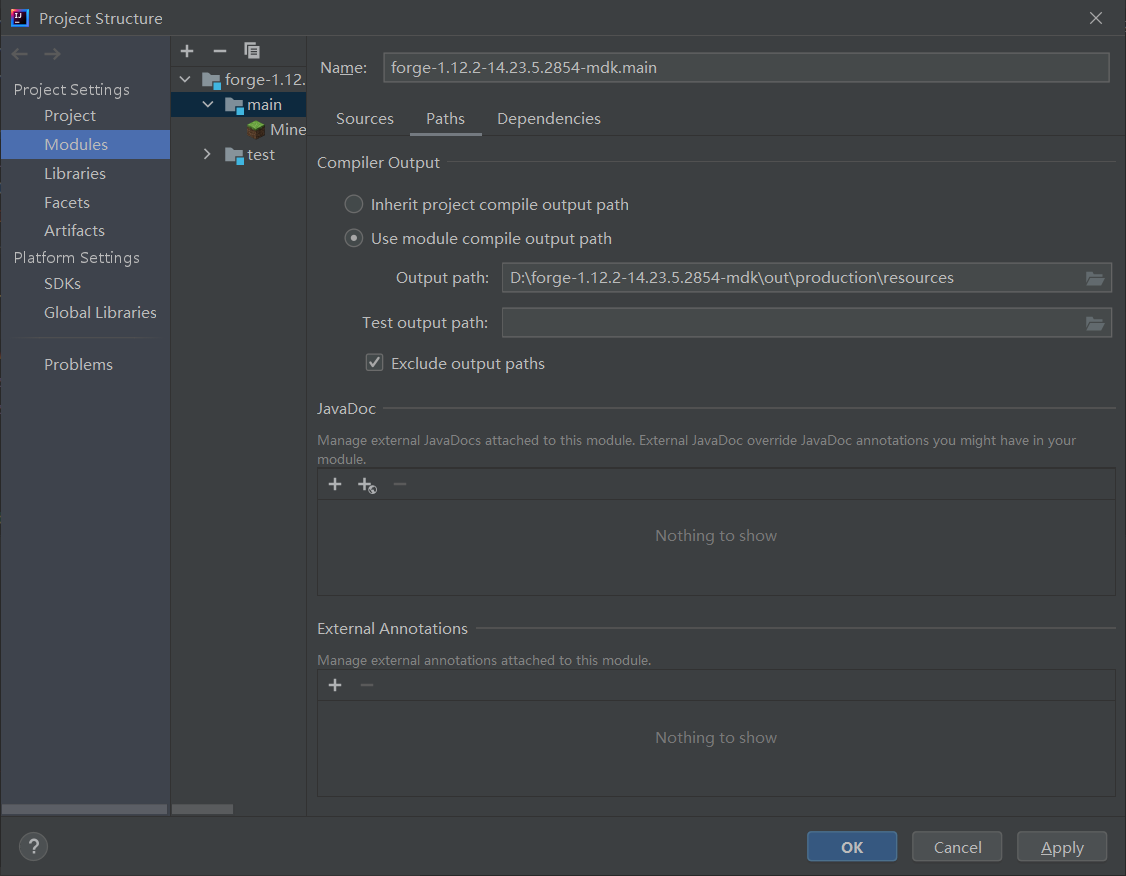 Project Structure
Project Settings
Project
Modules
Libraries
Facets
Artifacts
Platform Settings
SDKs
Global Libraries
Problems
forge-1.12.
main
Mine
test
Name:
forge-1.12.2-14.23.5.2854-mdk.main
Sources
Paths
Dependencies
Compiler Output
Inherit project compile output path
Use module compile output path
Output path:
D:\forge-1.12.2-14.23.5.2854-mdk\out\production\resources
Test output path:
Exclude output paths
JavaDoc
Manage external JavaDocs attached to this module. External JavaDoc override JavaDoc annotations you might have in your
module.
Nothing to show
External Annotations
Manage external annotations attached to this module.
Nothing to show
?
OK
Cancel
Apply